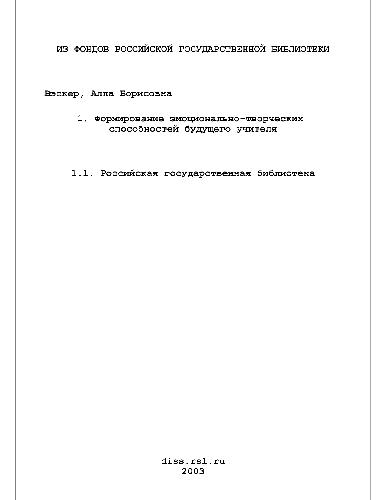 ИЗ ФОНДОВ РОССИЙСКОЙ ГОСУДАРСТВЕННОЙ БИБЛИОТЕКИ
Вэскер, Алла Борисовна
1. Формирование эмоционально-творческих
способностей будущего учителя
1.1. Российская государственная библиотека
diss.rsl.ru
2003